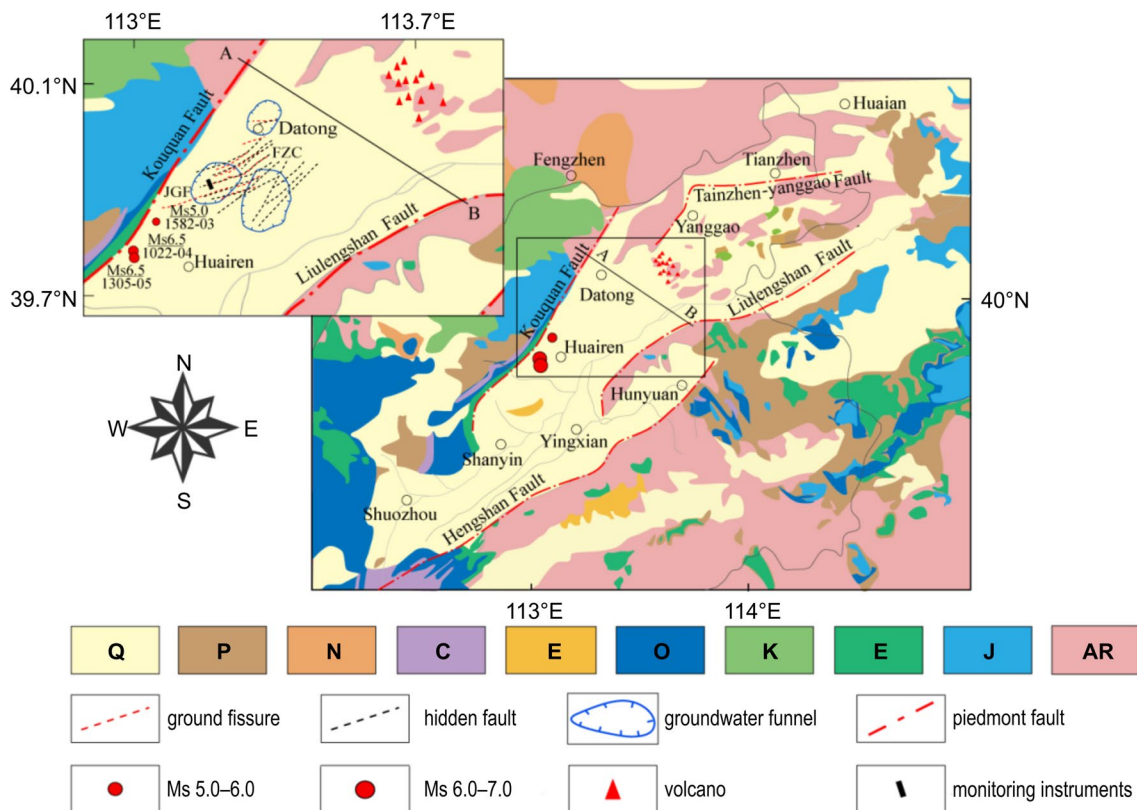 113°E
113.7°E
40.1°N
39.7°N
A
Kouquan Fault
Datong
FZC
JGF
Ms5.0
1582-03
Ms6.5
1022-04
Ms6.5
1305-05
Huairen
B
Liulengshan Fault
Huaian
Fengzhen
Tianzhen
Tainzhen-yanggao Fault
Yanggao
A
Kouquan Fault
Datong
B
Liulengshan Fault
40°N
Huairen
Hunyuan
Yingxian
Shanyin
Shuozhou
Hengshan Fault
N
W
E
S
113°E
114°E
Q P N C E O K E J AR
ground fissure
hidden fault
groundwater funnel
piedmont fault
Ms 5.0–6.0
Ms 6.0–7.0
volcano
monitoring instruments